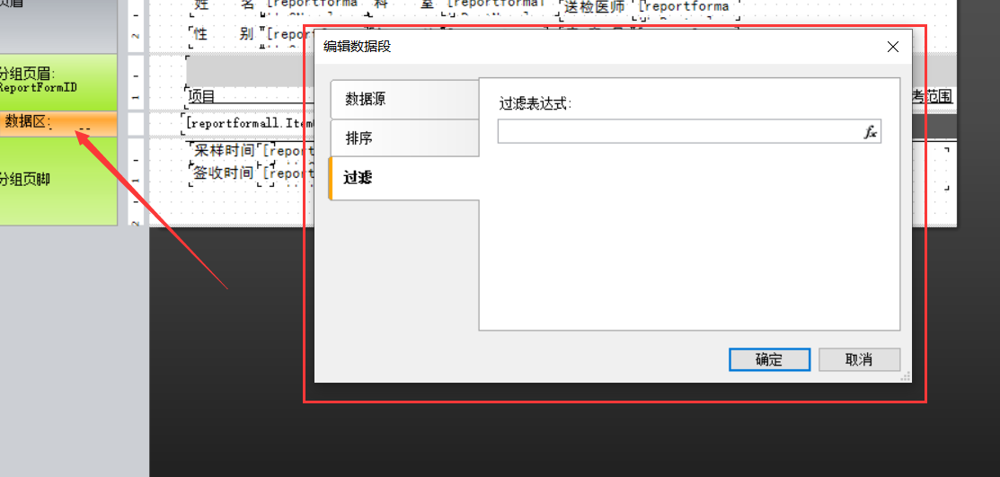 页眉
姓 名 [reportforma 科 室 [reportformal 送检医师 [reportforma
性 别 [repor
分组页眉:
ReportFormID
项目
考范围
数据区:
[reportformall.Item
采样时间 [repor
签收时间 [repor
分组页脚
编辑数据段
数据源
排序
过滤
过滤表达式:
fx
确定
取消